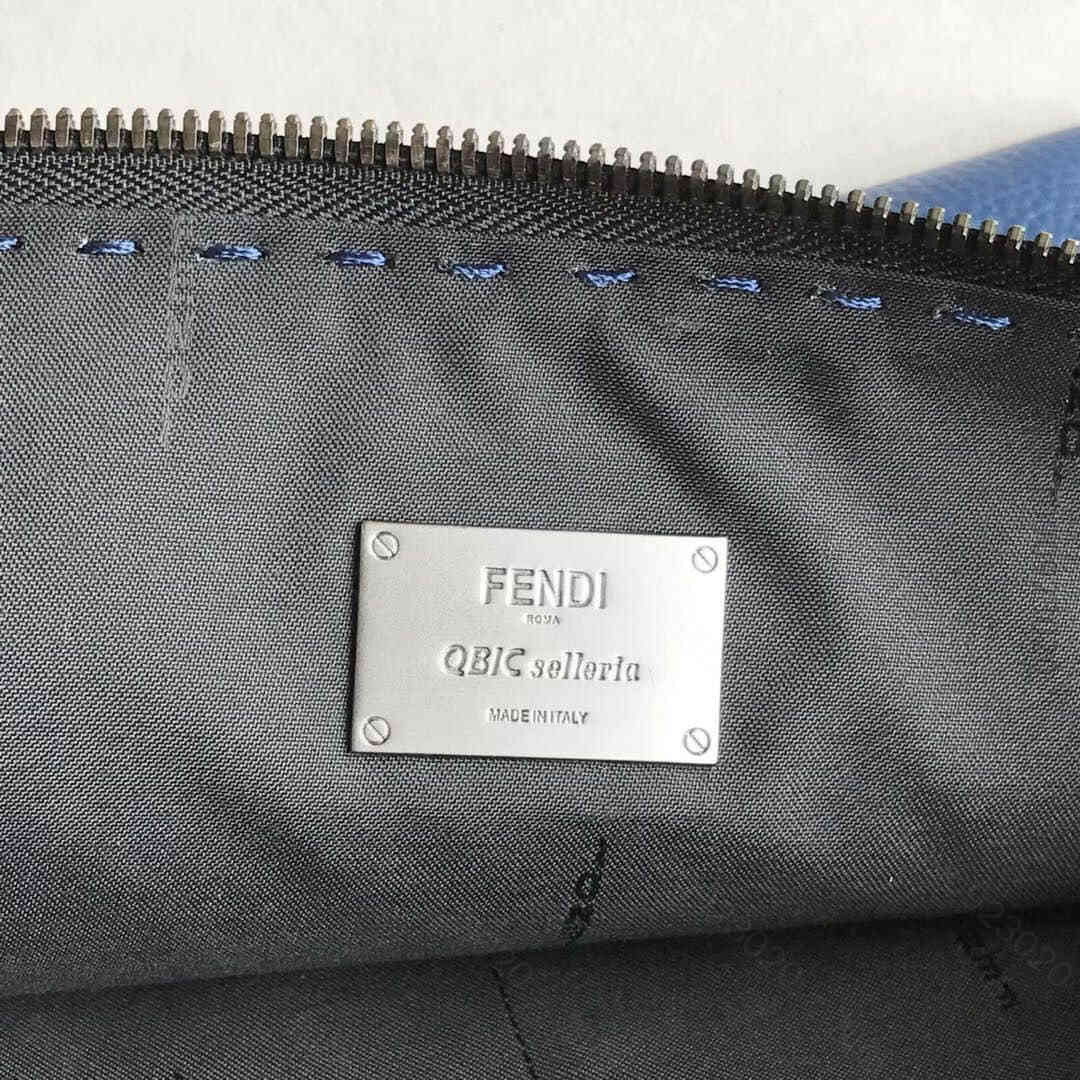 FENDI
ROMA
QBIC selleria
MADE IN ITALY